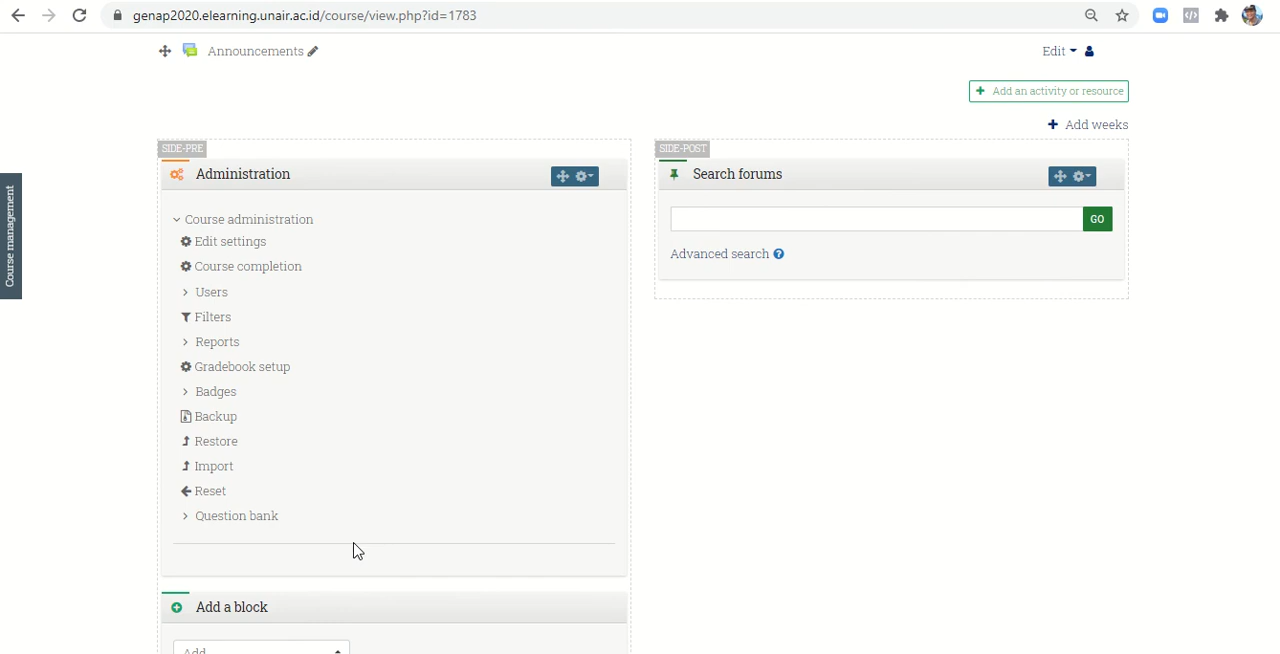 genap2020.elearning.unair.ac.id/course/view.php?id=1783
Announcements
Edit
Add an activity or resource
Add weeks
SIDE-PRE
Administration
Course administration
Edit settings
Course completion
Users
Filters
Reports
Gradebook setup
Badges
Backup
Restore
Import
Reset
Question bank
Add a block
Add...
SIDE-POST
Search forums
GO
Advanced search
Course management